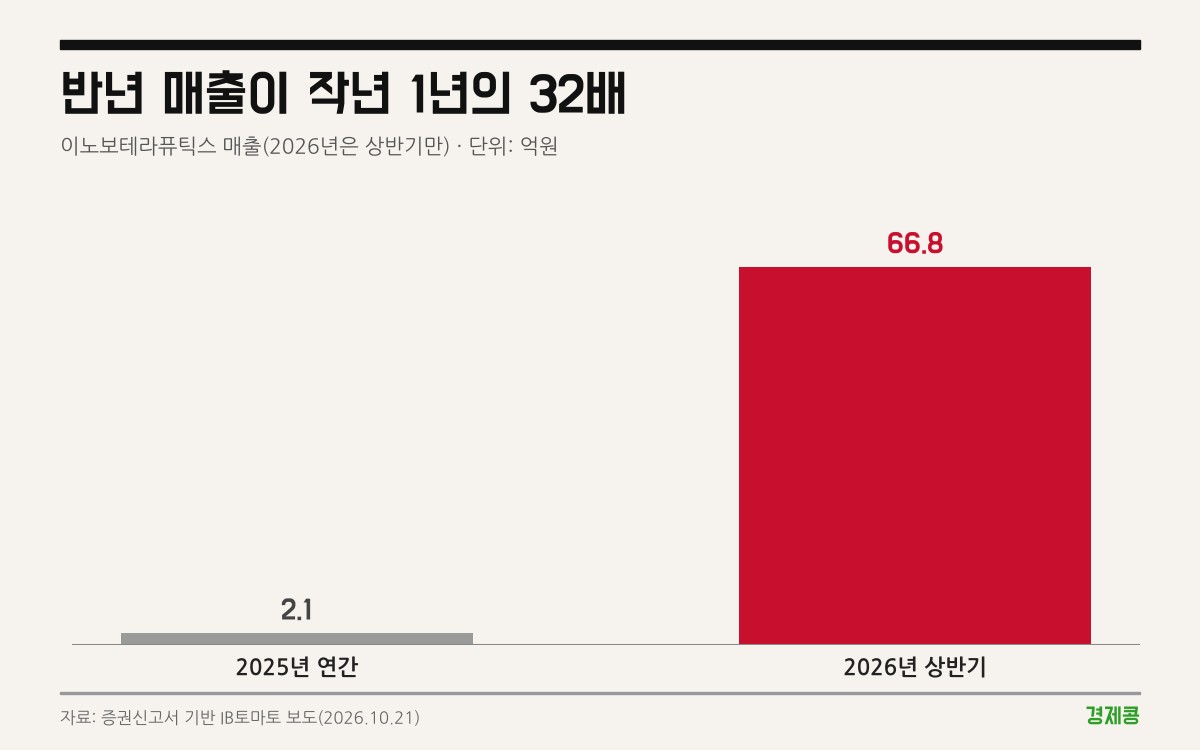 반년 매출이 작년 1년의 32배
이노보테라퓨틱스 매출(2026년은 상반기만) · 단위: 억원
66.8
2.1
2025년 연간
2026년 상반기
자료: 증권신고서 기반 IB토마토 보도(2026.10.21)
경제콩